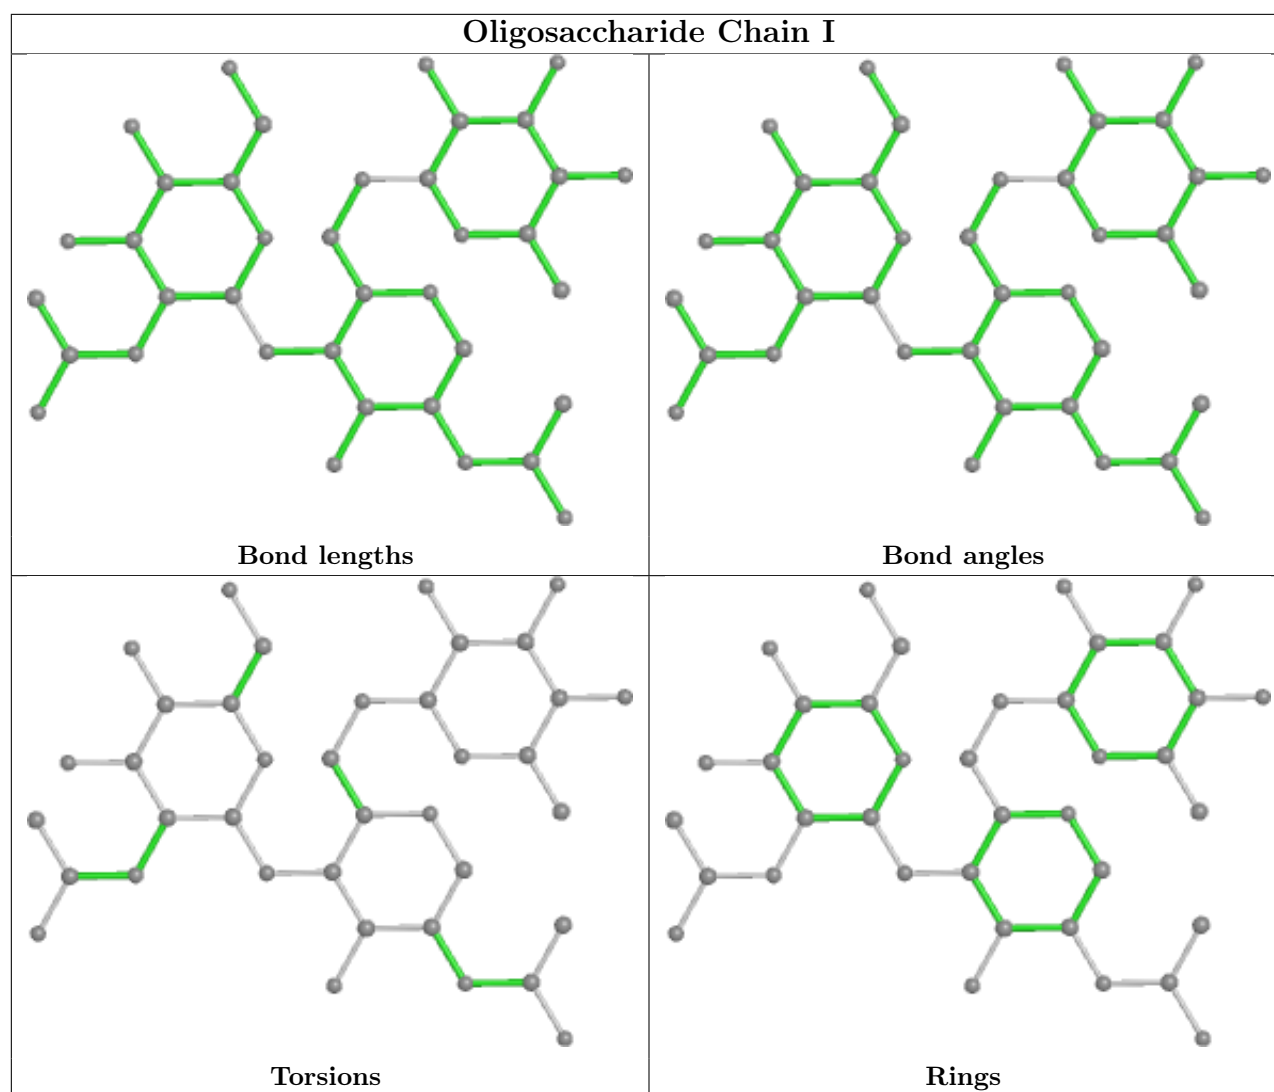 Oligosaccharide Chain I
Bond lengths
Bond angles
Torsions
Rings